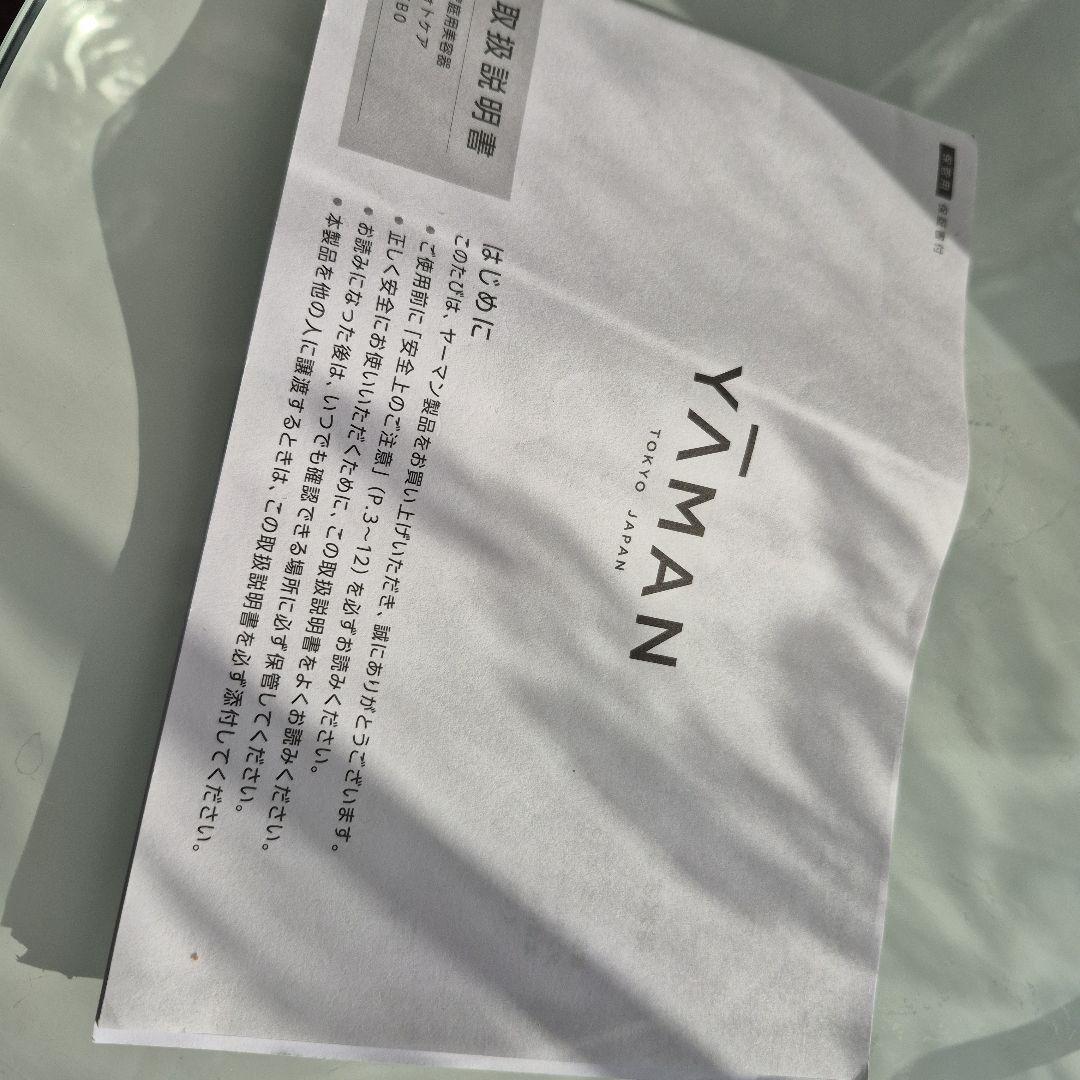 保管用 保証書付
YĀMAN
TOKYO JAPAN
取扱説明書
家庭用美容器
はじめに
このたびは、ヤーマン製品をお買い上げいただき、誠にありがとうございます。
● ご使用前に「安全上のご注意」(P.3〜12)を必ずお読みください。
● 正しく安全にお使いいただくために、この取扱説明書をよくお読みください。
● お読みになった後は、いつでも確認できる場所に必ず保管してください。
● 本製品を他の人に譲渡するときは、この取扱説明書を必ず添付してください。